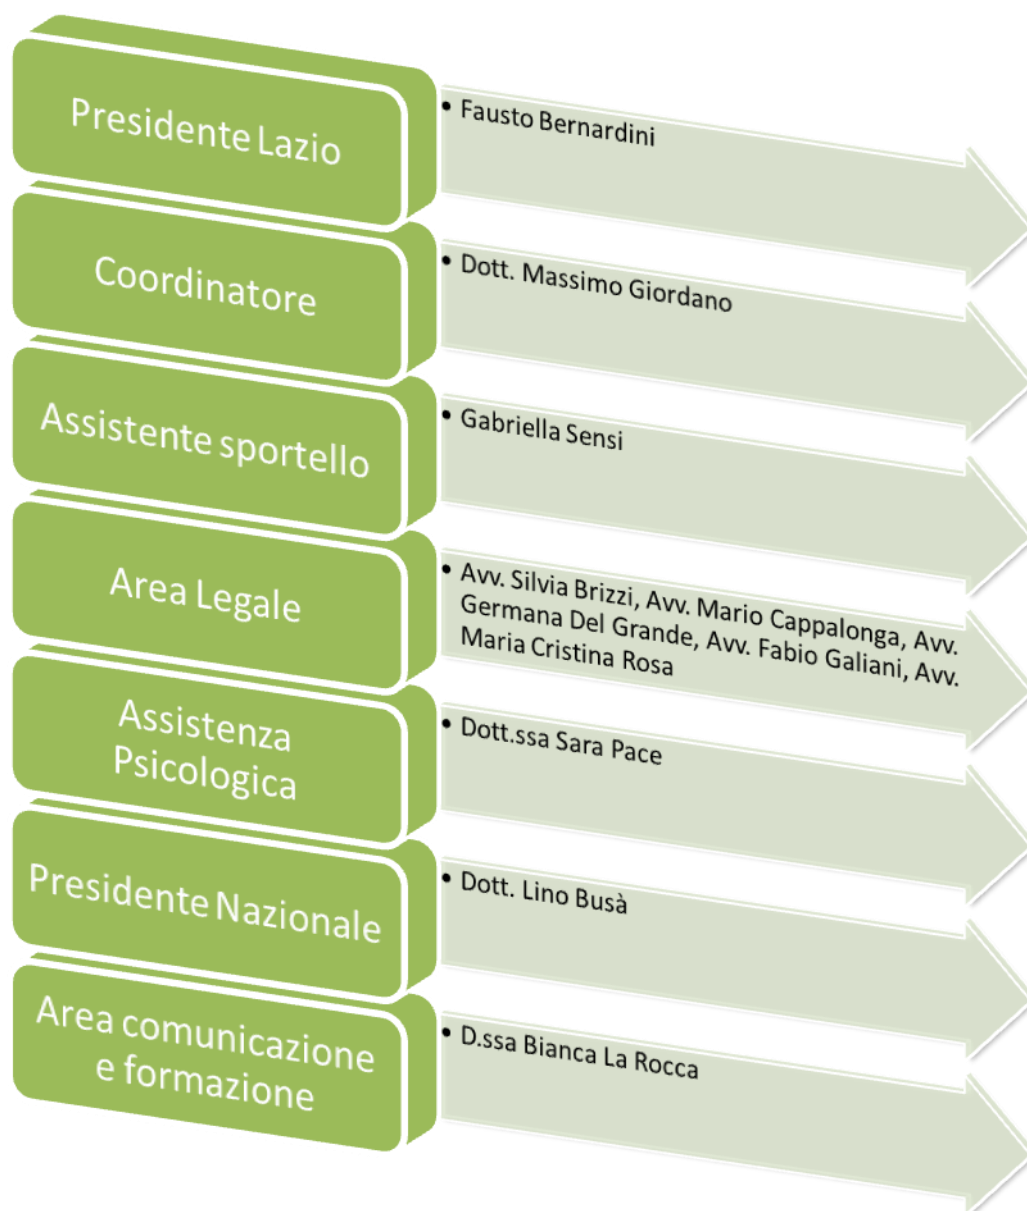 Presidente Lazio
• Fausto Bernardini
Coordinatore
• Dott. Massimo Giordano
Assistente sportello
• Gabriella Sensi
Area Legale
• Avv. Silvia Brizzi, Avv. Mario Cappalonga, Avv.
Germana Del Grande, Avv. Fabio Galiani, Avv.
Maria Cristina Rosa
Assistenza
Psicologica
• Dott.ssa Sara Pace
Presidente Nazionale
• Dott. Lino Busà
Area comunicazione
e formazione
• D.ssa Bianca La Rocca